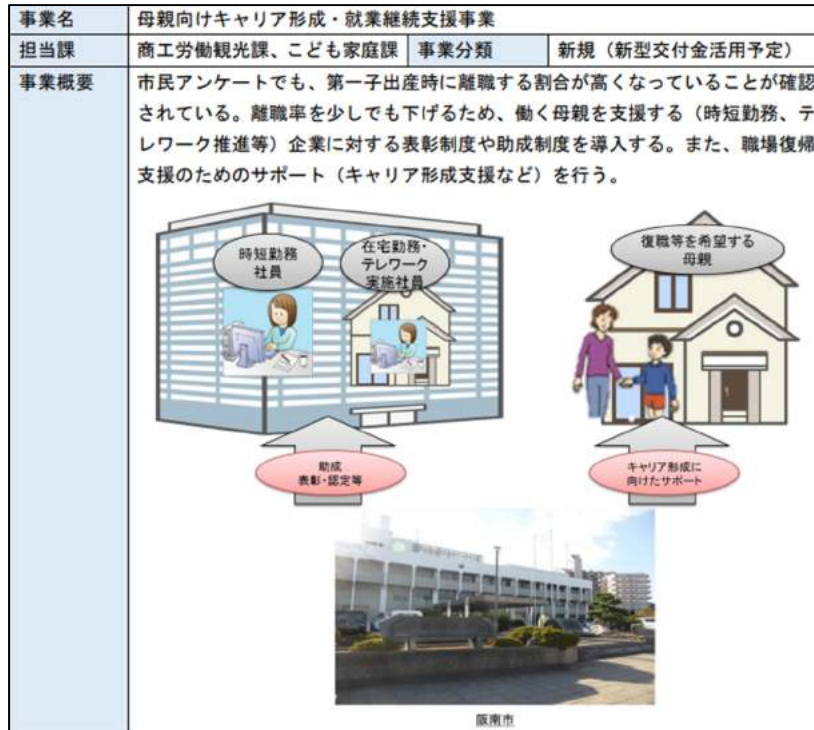 事業名 母親向けキャリア形成・就業継続支援事業
担当課 商工労働観光課、こども家庭課 事業分類 新規（新型交付金活用予定）
事業概要 市民アンケートでも、第一子出産時に離職する割合が高くなっていることが確認
されている。離職率を少しでも下げるため、働く母親を支援する（時短勤務、テ
レワーク推進等）企業に対する表彰制度や助成制度を導入する。また、職場復帰
支援のためのサポート（キャリア形成支援など）を行う。
時短勤務
社員
在宅勤務・
テレワーク
実施社員
復職等を希望する
母親
助成
表彰・認定等
キャリア形成に
向けたサポート
阪南市